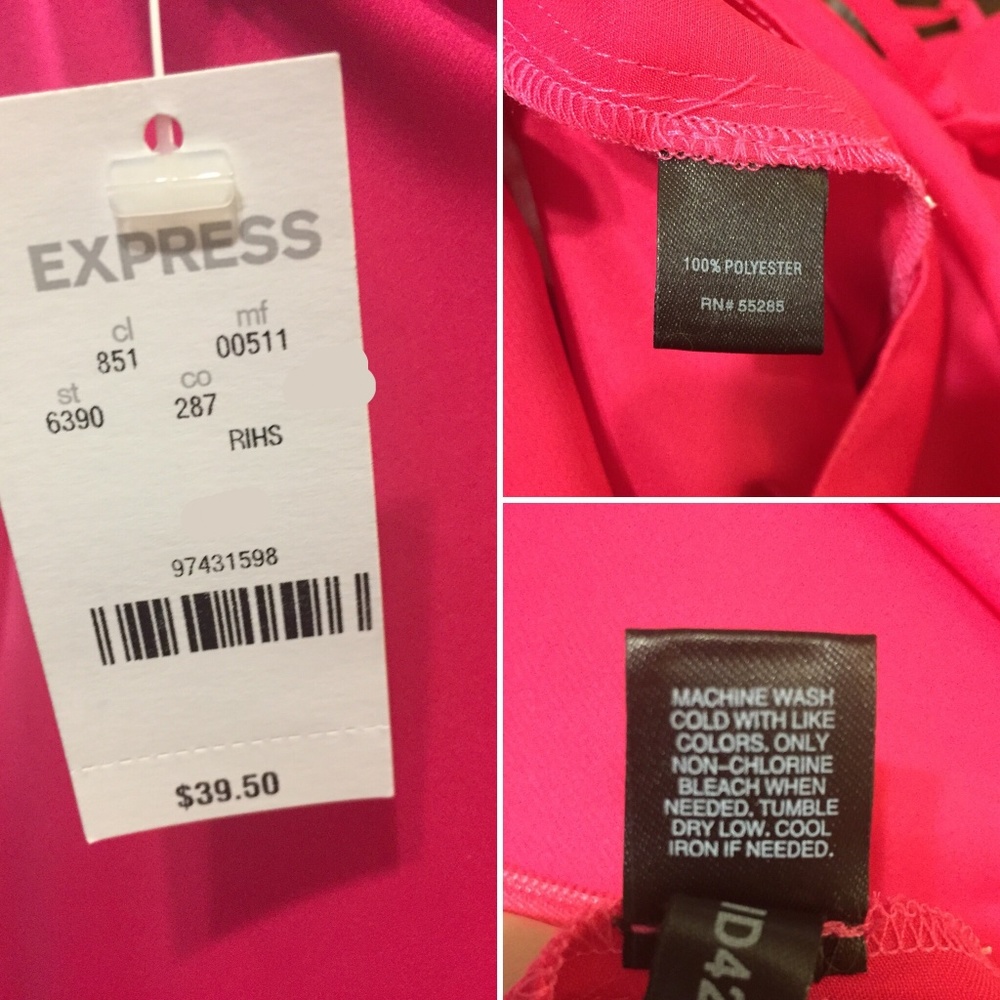 EXPRESS
cl mf
851 00511
st co
6390 287
RIHS
97431598
$39.50
100% POLYESTER
RN# 55285
MACHINE WASH
COLD WITH LIKE
COLORS. ONLY
NON-CHLORINE
BLEACH WHEN
NEEDED. TUMBLE
DRY LOW. COOL
IRON IF NEEDED.